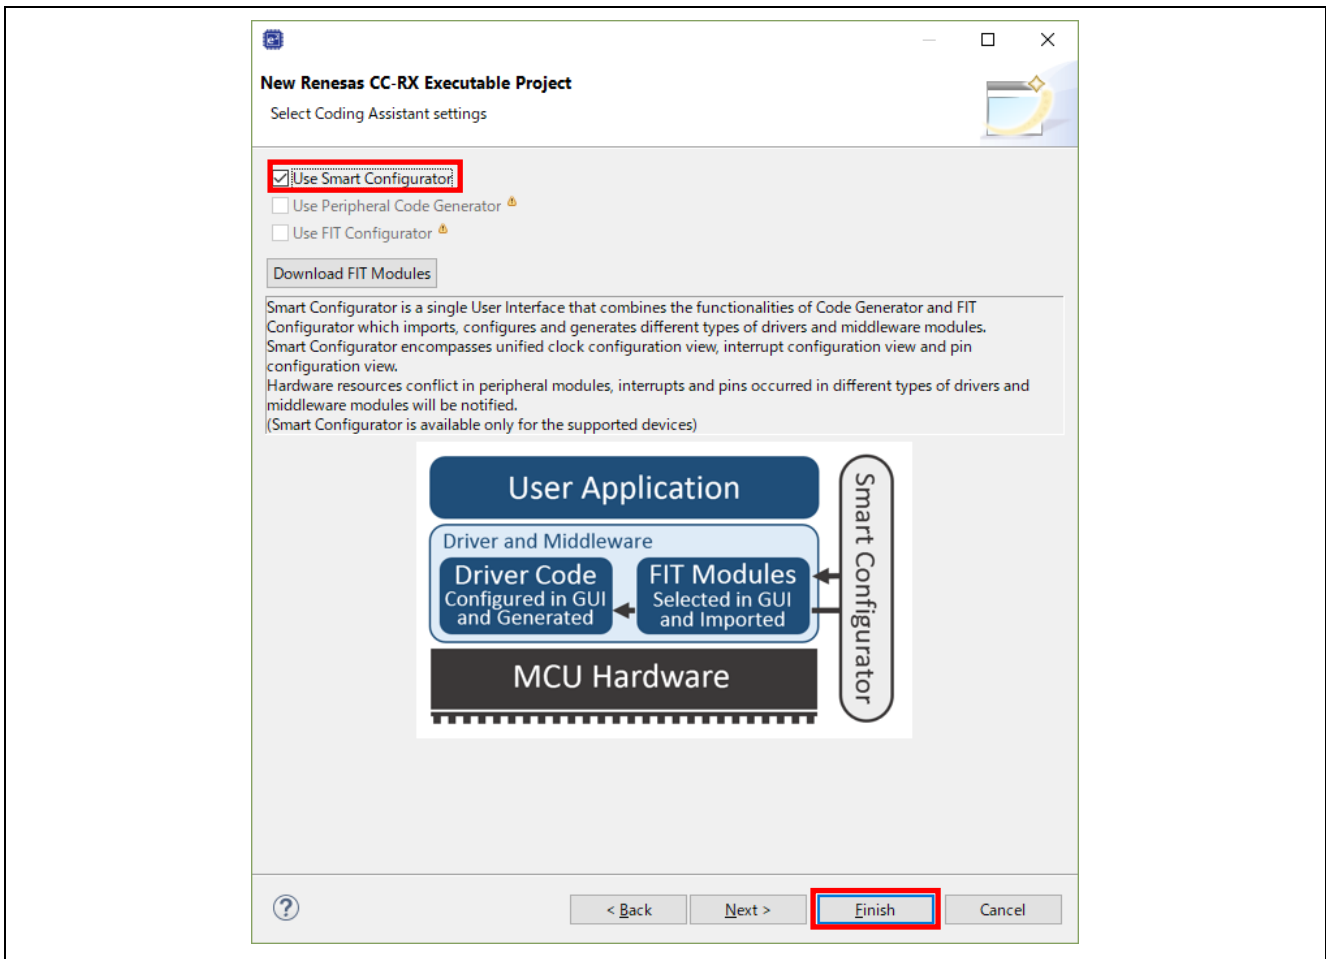 New Renesas CC-RX Executable Project
Select Coding Assistant settings
Use Smart Configurator
Use Peripheral Code Generator
Use FIT Configurator
Download FIT Modules
Smart Configurator is a single User Interface that combines the functionalities of Code Generator and FIT
Configurator which imports, configures and generates different types of drivers and middleware modules.
Smart Configurator encompasses unified clock configuration view, interrupt configuration view and pin
configuration view.
Hardware resources conflict in peripheral modules, interrupts and pins occurred in different types of drivers and
middleware modules will be notified.
(Smart Configurator is available only for the supported devices)
User Application
Driver and Middleware
Driver Code
Configured in GUI
and Generated
FIT Modules
Selected in GUI
and Imported
MCU Hardware
Smart Configurator
?
< Back
Next >
Finish
Cancel